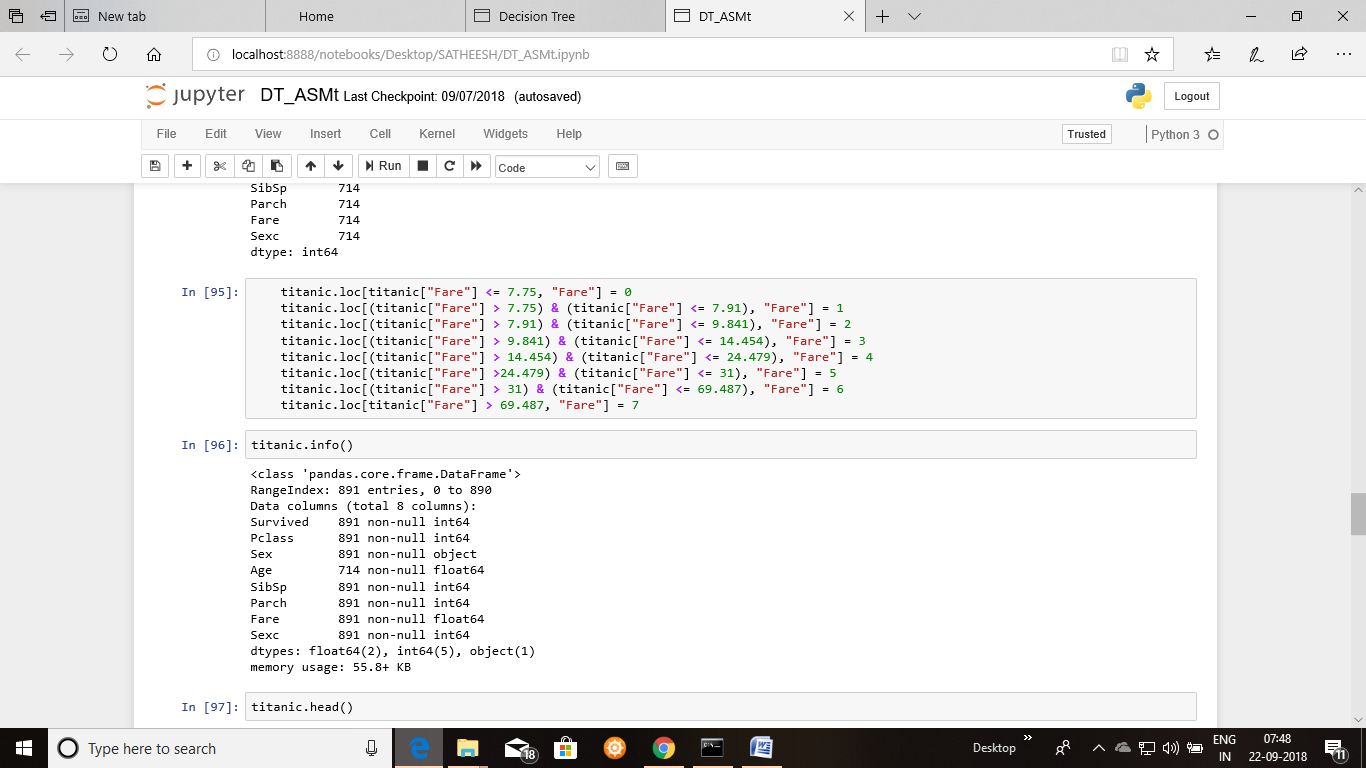 New tab
Home
Decision Tree
DT_ASMt
localhost:8888/notebooks/Desktop/SATHEESH/DT_ASMt.ipynb
jupyter DT_ASMt Last Checkpoint: 09/07/2018 (autosaved)
Logout
File Edit View Insert Cell Kernel Widgets Help
Trusted
Python 3
Run
Code
SibSp 714
Parch 714
Fare 714
Sexc 714
dtype: int64
In [95]:
titanic.loc[titanic["Fare"] <= 7.75, "Fare"] = 0
titanic.loc[(titanic["Fare"] > 7.75) & (titanic["Fare"] <= 7.91), "Fare"] = 1
titanic.loc[(titanic["Fare"] > 7.91) & (titanic["Fare"] <= 9.841), "Fare"] = 2
titanic.loc[(titanic["Fare"] > 9.841) & (titanic["Fare"] <= 14.454), "Fare"] = 3
titanic.loc[(titanic["Fare"] > 14.454) & (titanic["Fare"] <= 24.479), "Fare"] = 4
titanic.loc[(titanic["Fare"] >24.479) & (titanic["Fare"] <= 31), "Fare"] = 5
titanic.loc[(titanic["Fare"] > 31) & (titanic["Fare"] <= 69.487), "Fare"] = 6
titanic.loc[titanic["Fare"] > 69.487, "Fare"] = 7
In [96]: titanic.info()
<class 'pandas.core.frame.DataFrame'>
RangeIndex: 891 entries, 0 to 890
Data columns (total 8 columns):
Survived 891 non-null int64
Pclass 891 non-null int64
Sex 891 non-null object
Age 714 non-null float64
SibSp 891 non-null int64
Parch 891 non-null int64
Fare 891 non-null float64
Sexc 891 non-null int64
dtypes: float64(2), int64(5), object(1)
memory usage: 55.8+ KB
In [97]: titanic.head()
Type here to search
18
Desktop
ENG
IN
07:48
22-09-2018
11